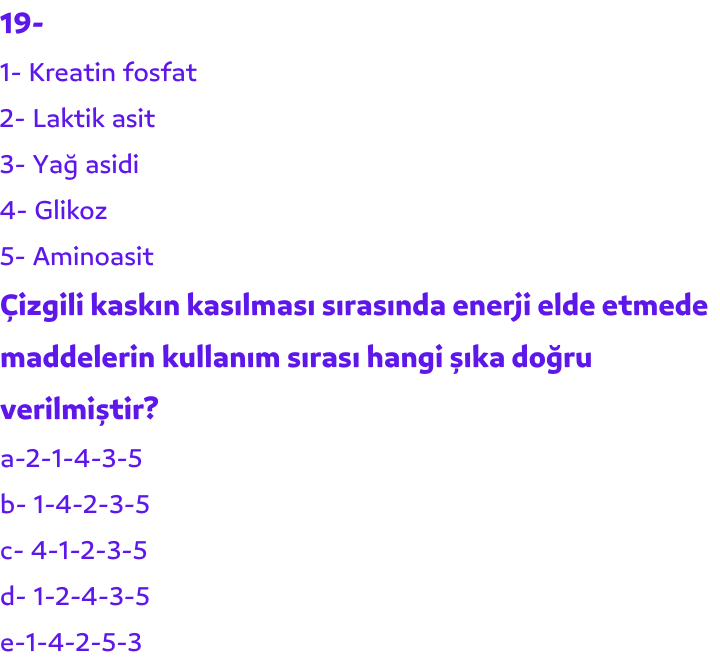 19-
1- Kreatin fosfat
2- Laktik asit
3- Yağ asidi
4- Glikoz
5- Aminoasit
Çizgili kaskın kasılması sırasında enerji elde etmede
maddelerin kullanım sırası hangi şıka doğru
verilmiştir?
a-2-1-4-3-5
b- 1-4-2-3-5
c- 4-1-2-3-5
d- 1-2-4-3-5
e-1-4-2-5-3